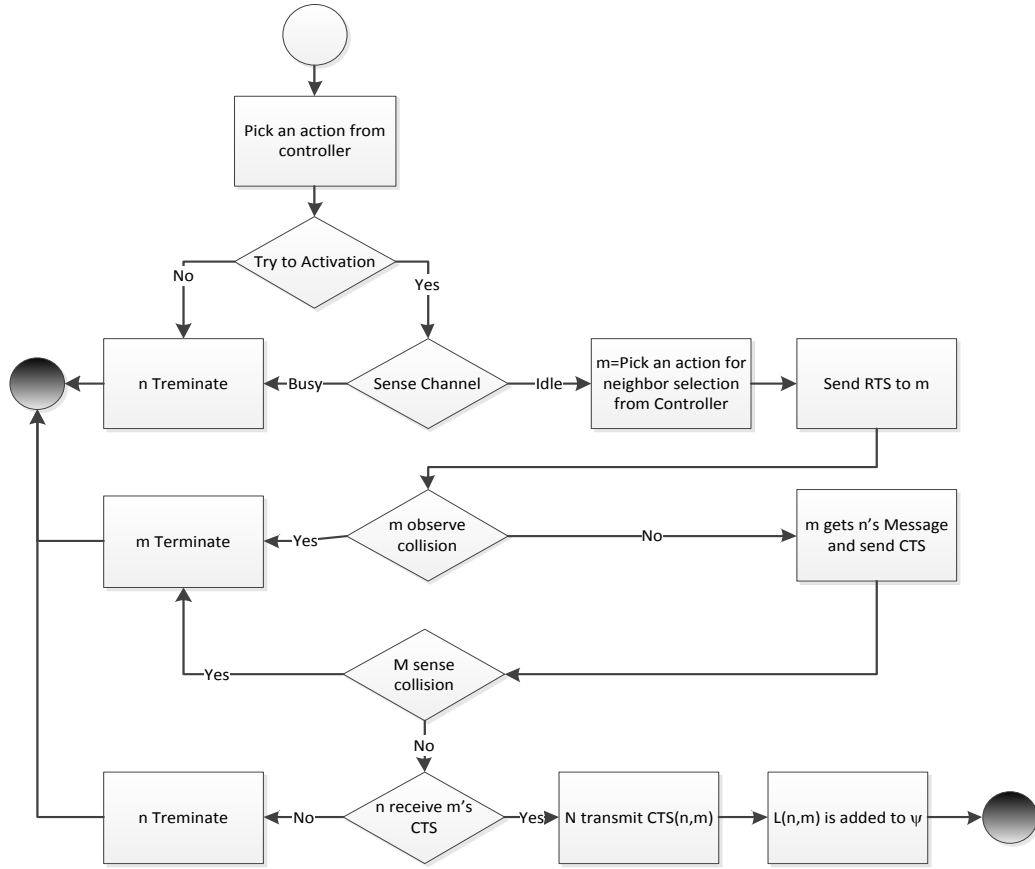 Pick an action from
controller
Try to Activation
No
Yes
n Treminate
Busy
Sense Channel
Idle
m=Pick an action for
neighbor selection
from Controller
Send RTS to m
m Terminate
Yes
m observe
collision
No
m gets n's Message
and send CTS
Yes
M sense
collision
No
n Treminate
No
n receive m's
CTS
Yes
N transmit CTS(n,m)
L(n,m) is added to ψ